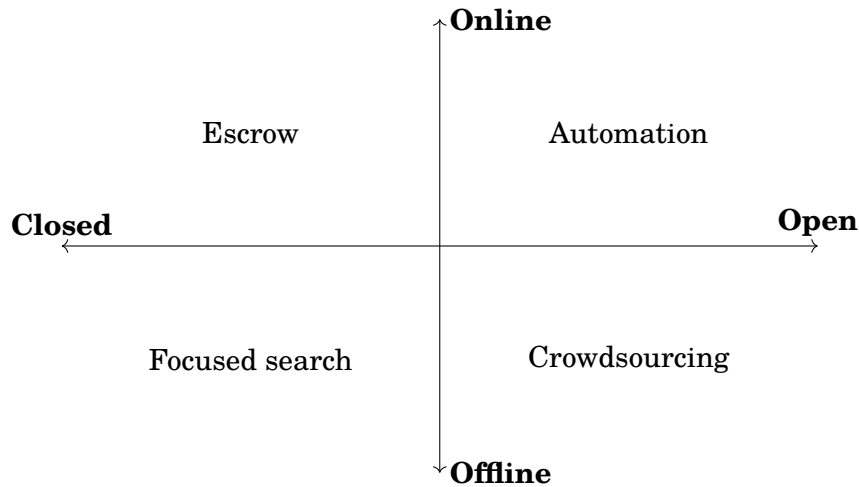 Online
Escrow
Automation
Closed
Open
Focused search
Crowdsourcing
Offline